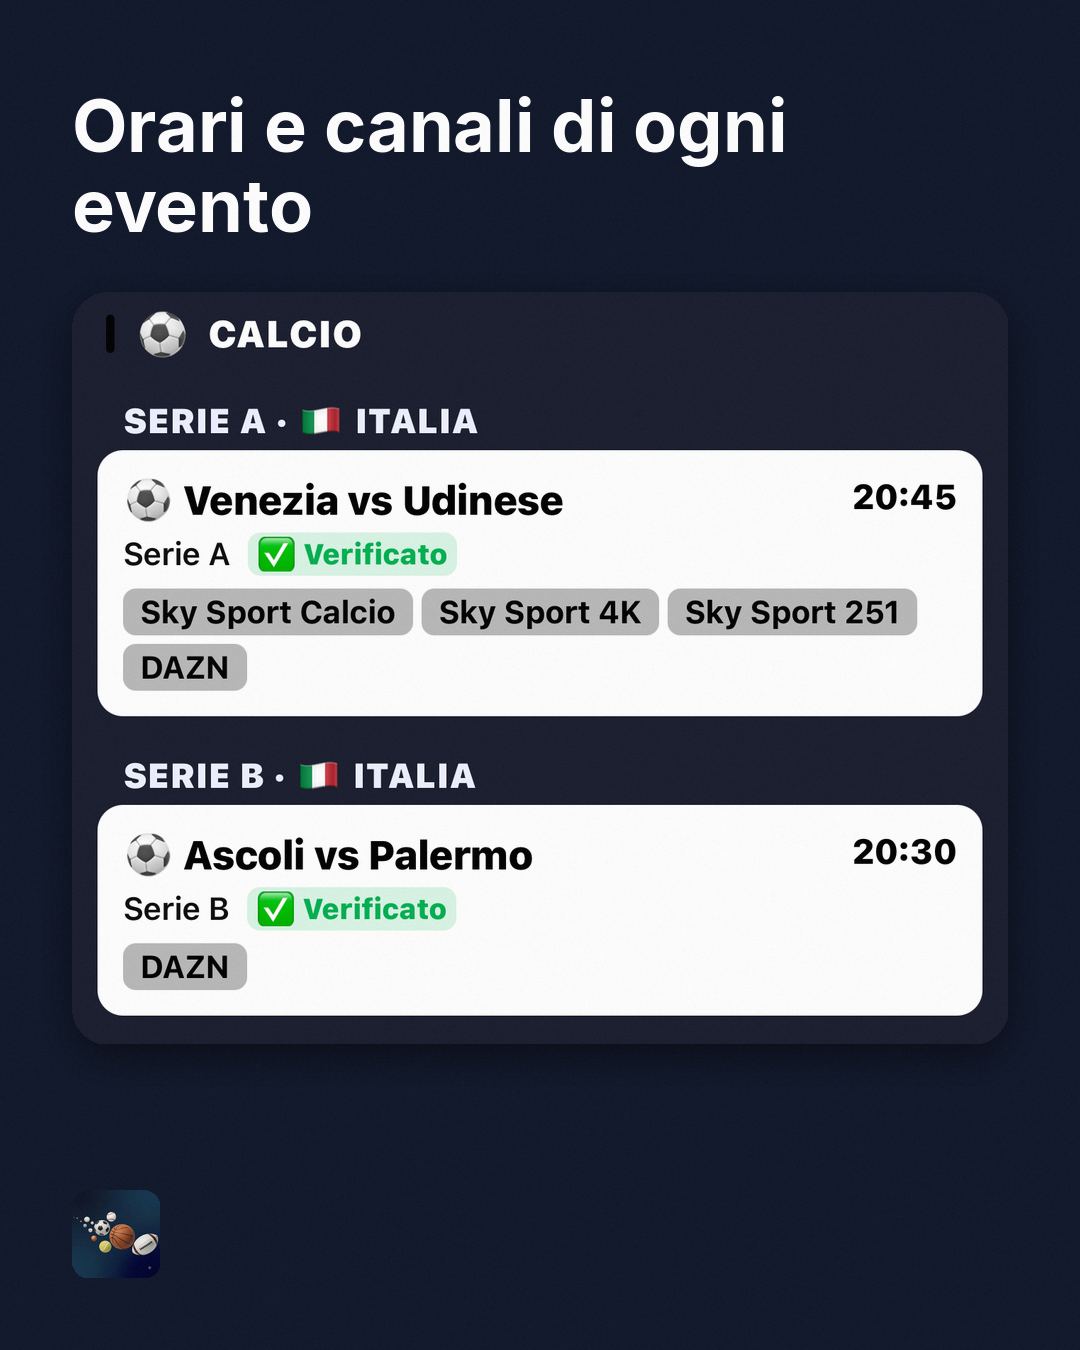 Orari e canali di ogni
evento
CALCIO
SERIE A • ITALIA
Venezia vs Udinese 20:45
Serie A Verificato
Sky Sport Calcio Sky Sport 4K Sky Sport 251
DAZN
SERIE B • ITALIA
Ascoli vs Palermo 20:30
Serie B Verificato
DAZN